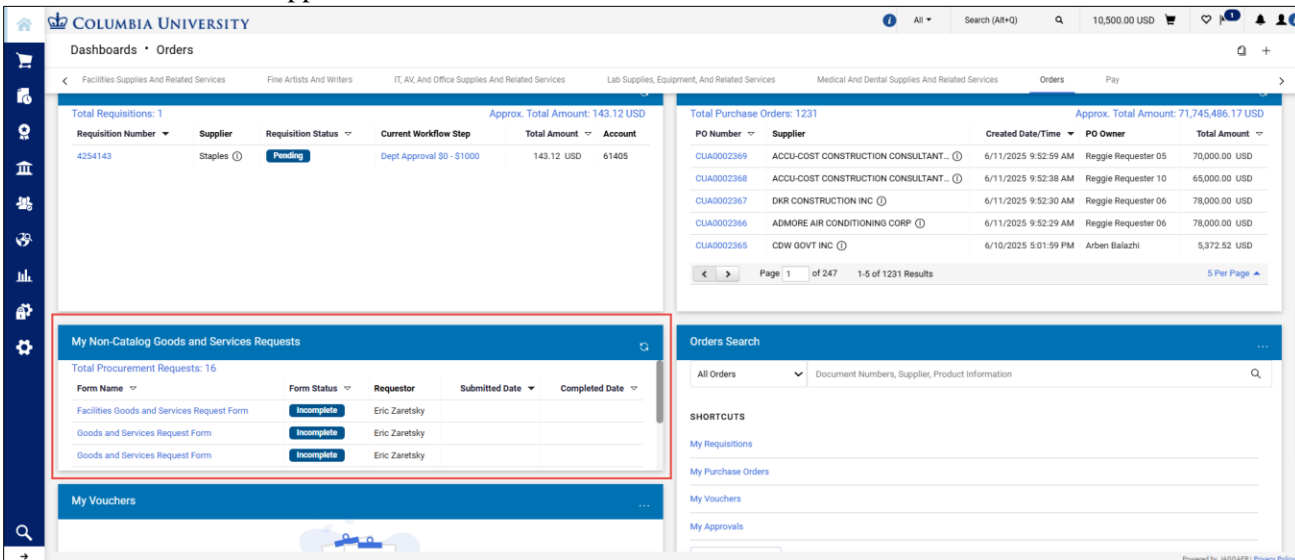 COLUMBIA UNIVERSITY
All
Search (Alt+Q)
10,500.00 USD
1
Dashboards • Orders
Facilities Supplies And Related Services
Fine Artists And Writers
IT, AV, And Office Supplies And Related Services
Lab Supplies, Equipment, And Related Services
Medical And Dental Supplies And Related Services
Orders
Pay
Total Requisitions: 1 Approx. Total Amount: 143.12 USD
Requisition Number Supplier Requisition Status Current Workflow Step Total Amount Account
4254143 Staples Pending Dept Approval $0 - $1000 143.12 USD 61405
Total Purchase Orders: 1231 Approx. Total Amount: 71,745,486.17 USD
PO Number Supplier Created Date/Time PO Owner Total Amount
CUA0002369 ACCU-COST CONSTRUCTION CONSULTANT... 6/11/2025 9:52:59 AM Reggie Requester 05 70,000.00 USD
CUA0002368 ACCU-COST CONSTRUCTION CONSULTANT... 6/11/2025 9:52:38 AM Reggie Requester 10 65,000.00 USD
CUA0002367 DKR CONSTRUCTION INC 6/11/2025 9:52:30 AM Reggie Requester 06 78,000.00 USD
CUA0002366 ADMORE AIR CONDITIONING CORP 6/11/2025 9:52:29 AM Reggie Requester 06 78,000.00 USD
CUA0002365 CDW GOVT INC 6/10/2025 5:01:59 PM Arben Balazhi 5,372.52 USD
Page 1 of 247 1-5 of 1231 Results 5 Per Page
My Non-Catalog Goods and Services Requests
Total Procurement Requests: 16
Form Name Form Status Requestor Submitted Date Completed Date
Facilities Goods and Services Request Form Incomplete Eric Zaretsky
Goods and Services Request Form Incomplete Eric Zaretsky
Goods and Services Request Form Incomplete Eric Zaretsky
Orders Search ...
All Orders Document Numbers, Supplier, Product Information
SHORTCUTS
My Requisitions
My Purchase Orders
My Vouchers
My Approvals
My Vouchers ...
Powered by JAGGAER | Privacy Policy